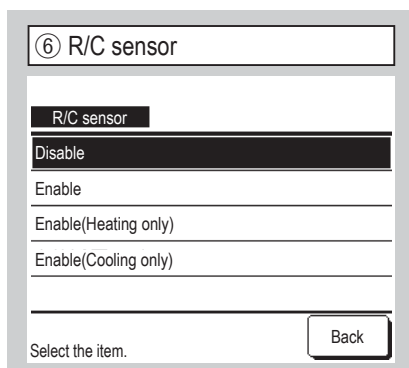 ⑥ R/C sensor
R/C sensor
Disable
Enable
Enable(Heating only)
Enable(Cooling only)
Select the item.
Back